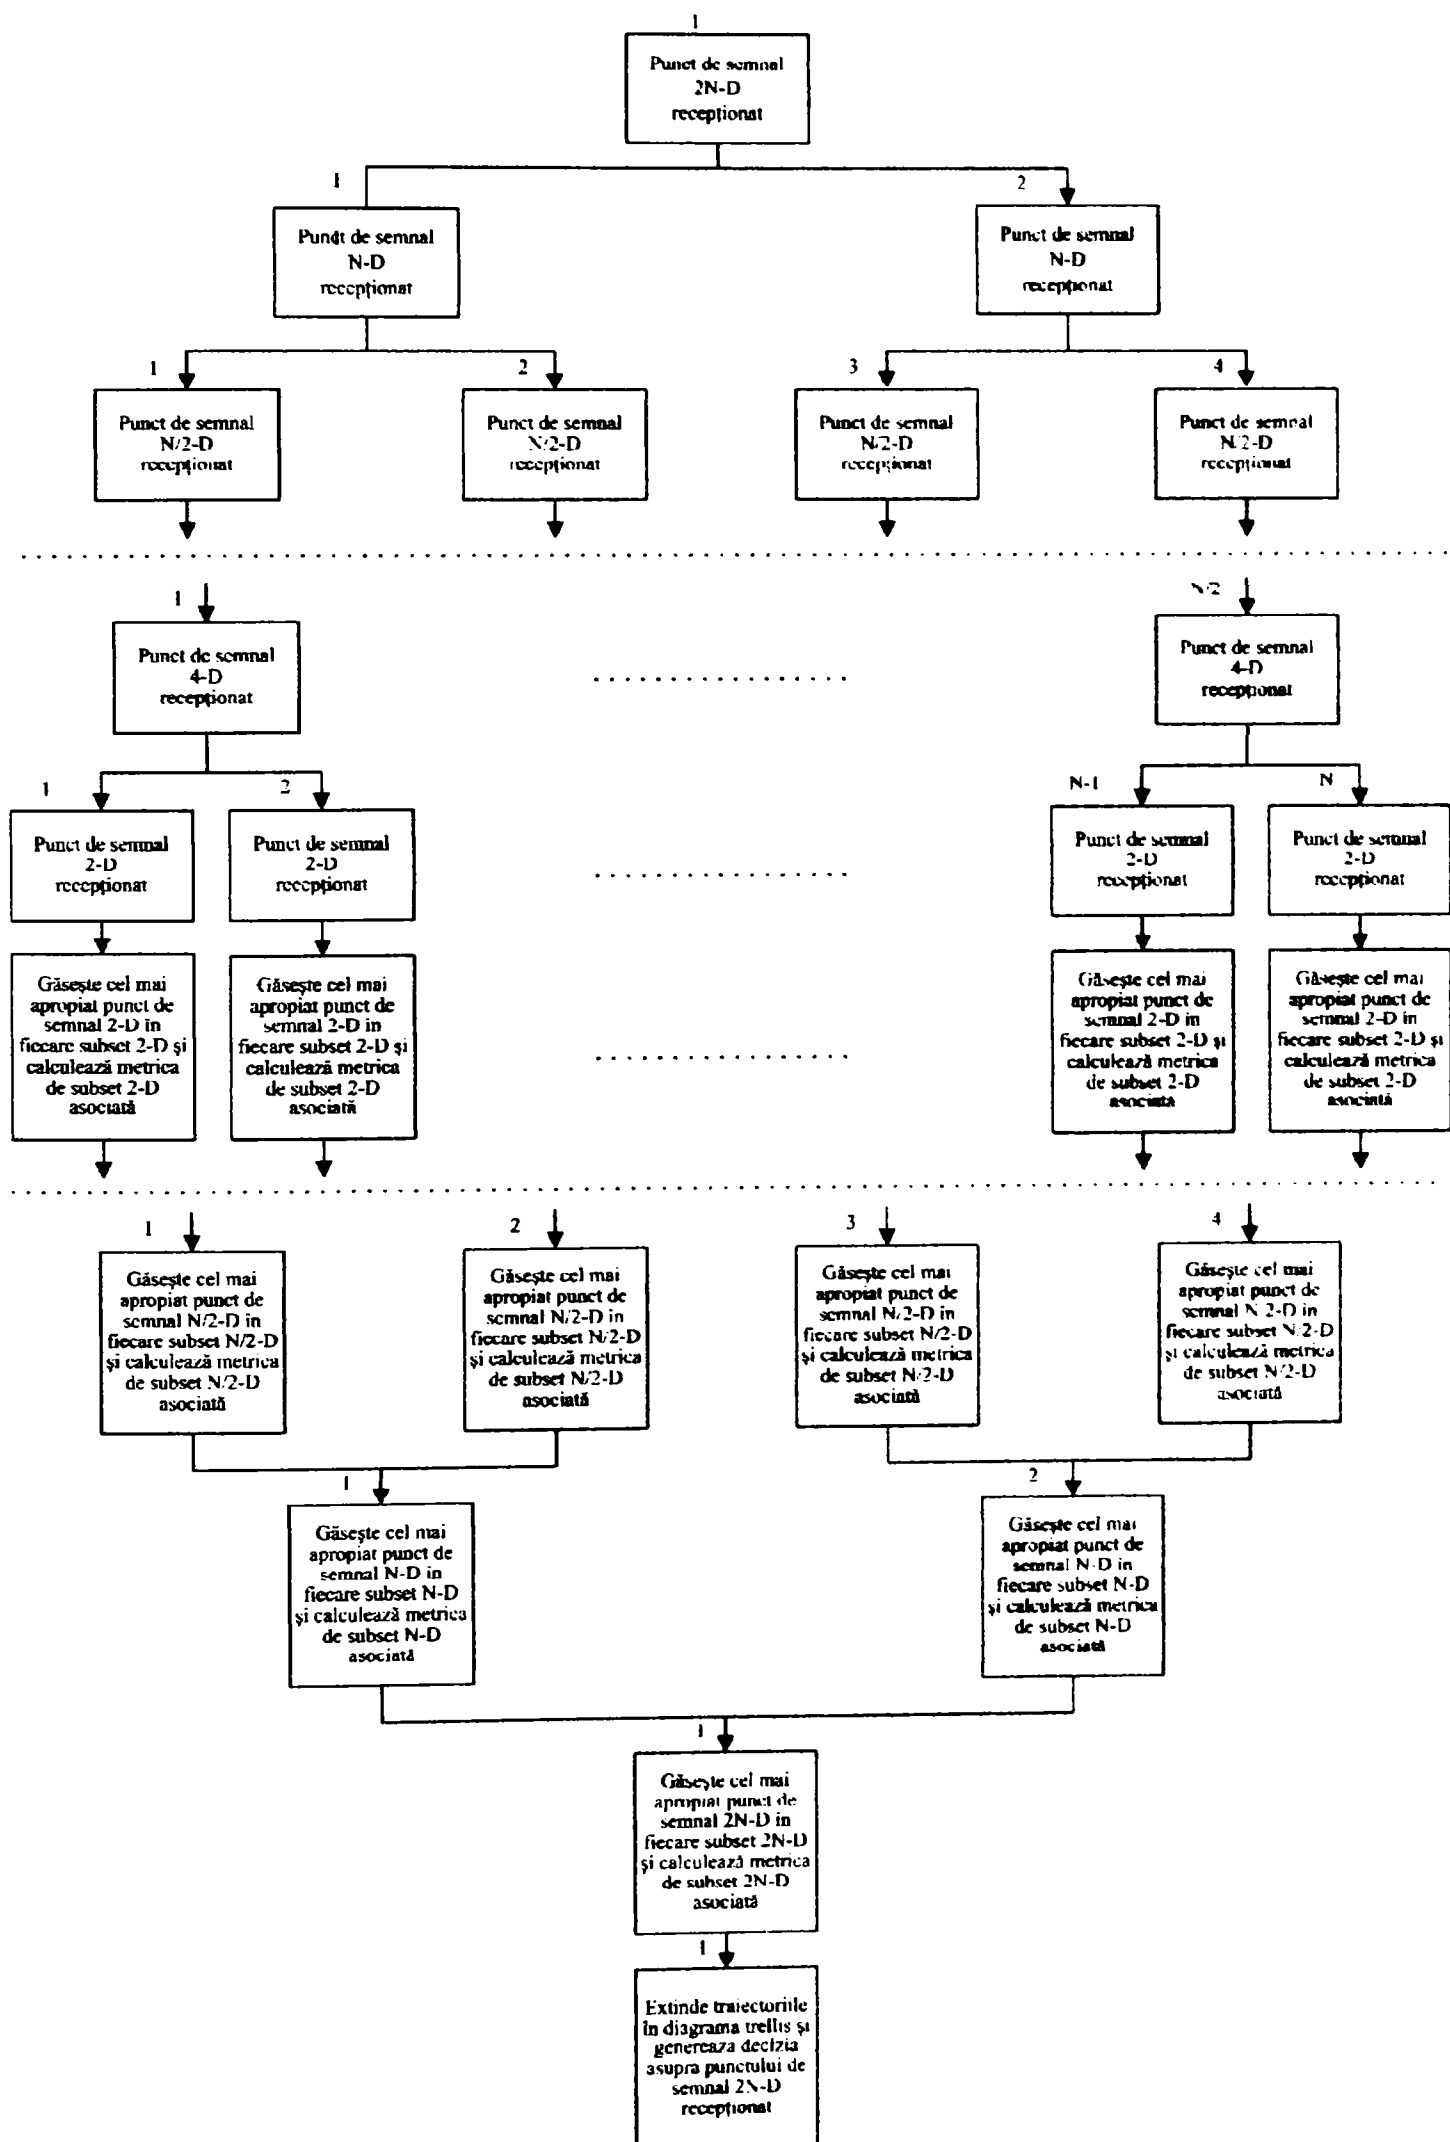 1
Punct de semnal
2N-D
recepționat
1
2
Punct de semnal
N-D
recepționat
Punct de semnal
N-D
recepționat
1
2
3
4
Punct de semnal
N/2-D
recepționat
Punct de semnal
N/2-D
recepționat
Punct de semnal
N/2-D
recepționat
Punct de semnal
N/2-D
recepționat
1
N/2
Punct de semnal
4-D
recepționat
Punct de semnal
4-D
recepționat
1
2
N-1
N
Punct de semnal
2-D
recepționat
Punct de semnal
2-D
recepționat
Punct de semnal
2-D
recepționat
Punct de semnal
2-D
recepționat
Găsește cel mai
apropiat punct de
semnal 2-D in
fiecare subset 2-D și
calculează metrica
de subset 2-D
asociată
Găsește cel mai
apropiat punct de
semnal 2-D in
fiecare subset 2-D și
calculează metrica
de subset 2-D
asociată
Găsește cel mai
apropiat punct de
semnal 2-D in
fiecare subset 2-D și
calculează metrica
de subset 2-D
asociată
Găsește cel mai
apropiat punct de
semnal 2-D in
fiecare subset 2-D și
calculează metrica
de subset 2-D
asociată
1
2
3
4
Găsește cel mai
apropiat punct de
semnal N/2-D in
fiecare subset N/2-D
și calculează metrica
de subset N/2-D
asociată
Găsește cel mai
apropiat punct de
semnal N/2-D in
fiecare subset N/2-D
și calculează metrica
de subset N/2-D
asociată
Găsește cel mai
apropiat punct de
semnal N/2-D in
fiecare subset N/2-D
și calculează metrica
de subset N/2-D
asociată
Găsește cel mai
apropiat punct de
semnal N/2-D in
fiecare subset N/2-D
și calculează metrica
de subset N/2-D
asociată
1
2
Găsește cel mai
apropiat punct de
semnal N-D in
fiecare subset N-D
și calculează metrica
de subset N-D
asociată
Găsește cel mai
apropiat punct de
semnal N-D in
fiecare subset N-D
și calculează metrica
de subset N-D
asociată
1
Găsește cel mai
apropiat punct de
semnal 2N-D in
fiecare subset 2N-D
și calculează metrica
de subset 2N-D
asociată
1
Extinde traiectoriile
în diagrama trellis și
genereaza decizia
asupra punctului de
semnal 2N-D
recepționat